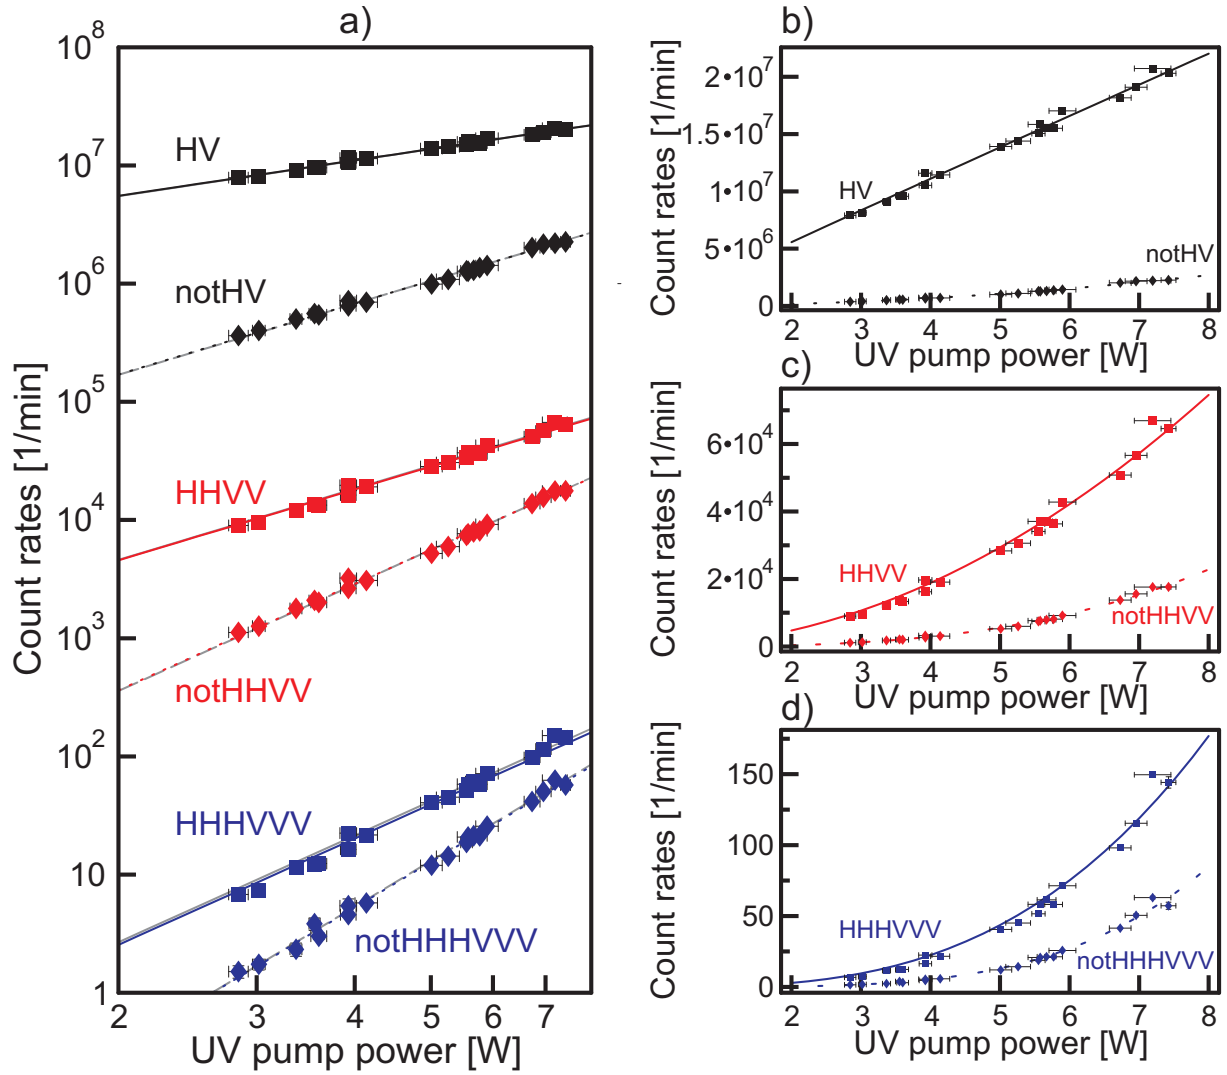 a)
Count rates [1/min]
10^8
10^7
10^6
10^5
10^4
10^3
10^2
10
1
HV
notHV
HHVV
notHHVV
HHHVVV
notHHHVVV
2 3 4 5 6 7
UV pump power [W]
b)
Count rates [1/min]
2•10^7
1.5•10^7
1•10^7
5•10^6
0
HV
notHV
2 3 4 5 6 7 8
UV pump power [W]
c)
Count rates [1/min]
6•10^4
4•10^4
2•10^4
0
HHVV
notHHVV
2 3 4 5 6 7 8
UV pump power [W]
d)
Count rates [1/min]
150
100
50
0
HHHVVV
notHHHVVV
2 3 4 5 6 7 8
UV pump power [W]